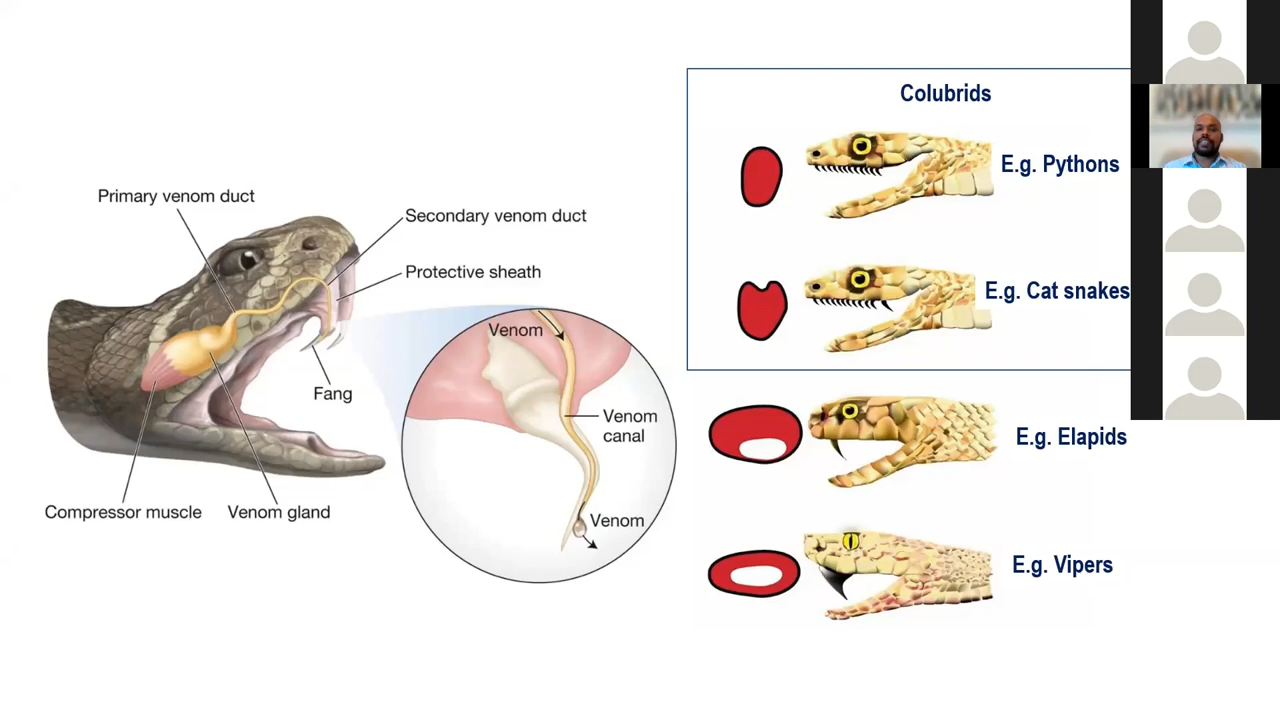 Primary venom duct
Secondary venom duct
Protective sheath
Venom
Fang
Venom
canal
Compressor muscle
Venom gland
Venom
Colubrids
E.g. Pythons
E.g. Cat snakes
E.g. Elapids
E.g. Vipers